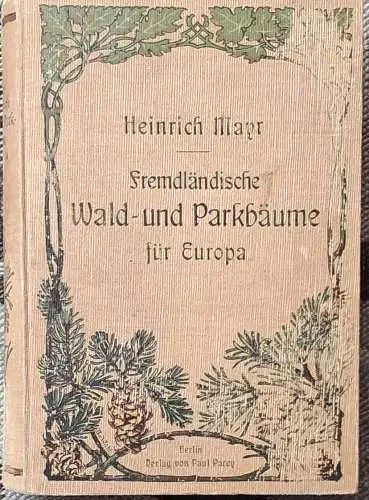 Heinrich Mayr
Fremdländische
Wald- und Parkbäume
für Europa
Berlin
Verlag von Paul Parey